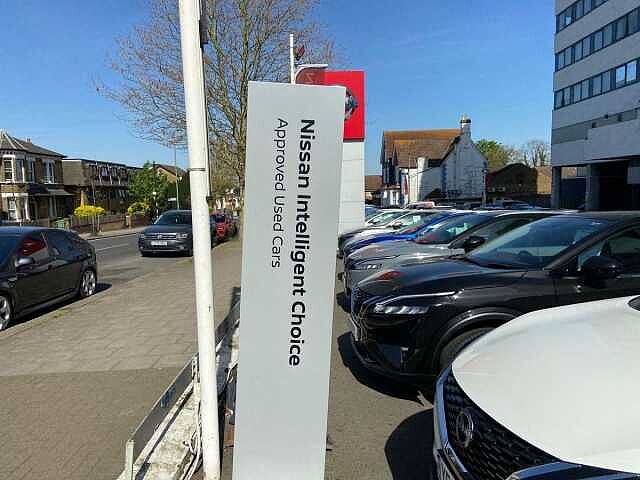 Nissan Intelligent Choice
Approved Used Cars